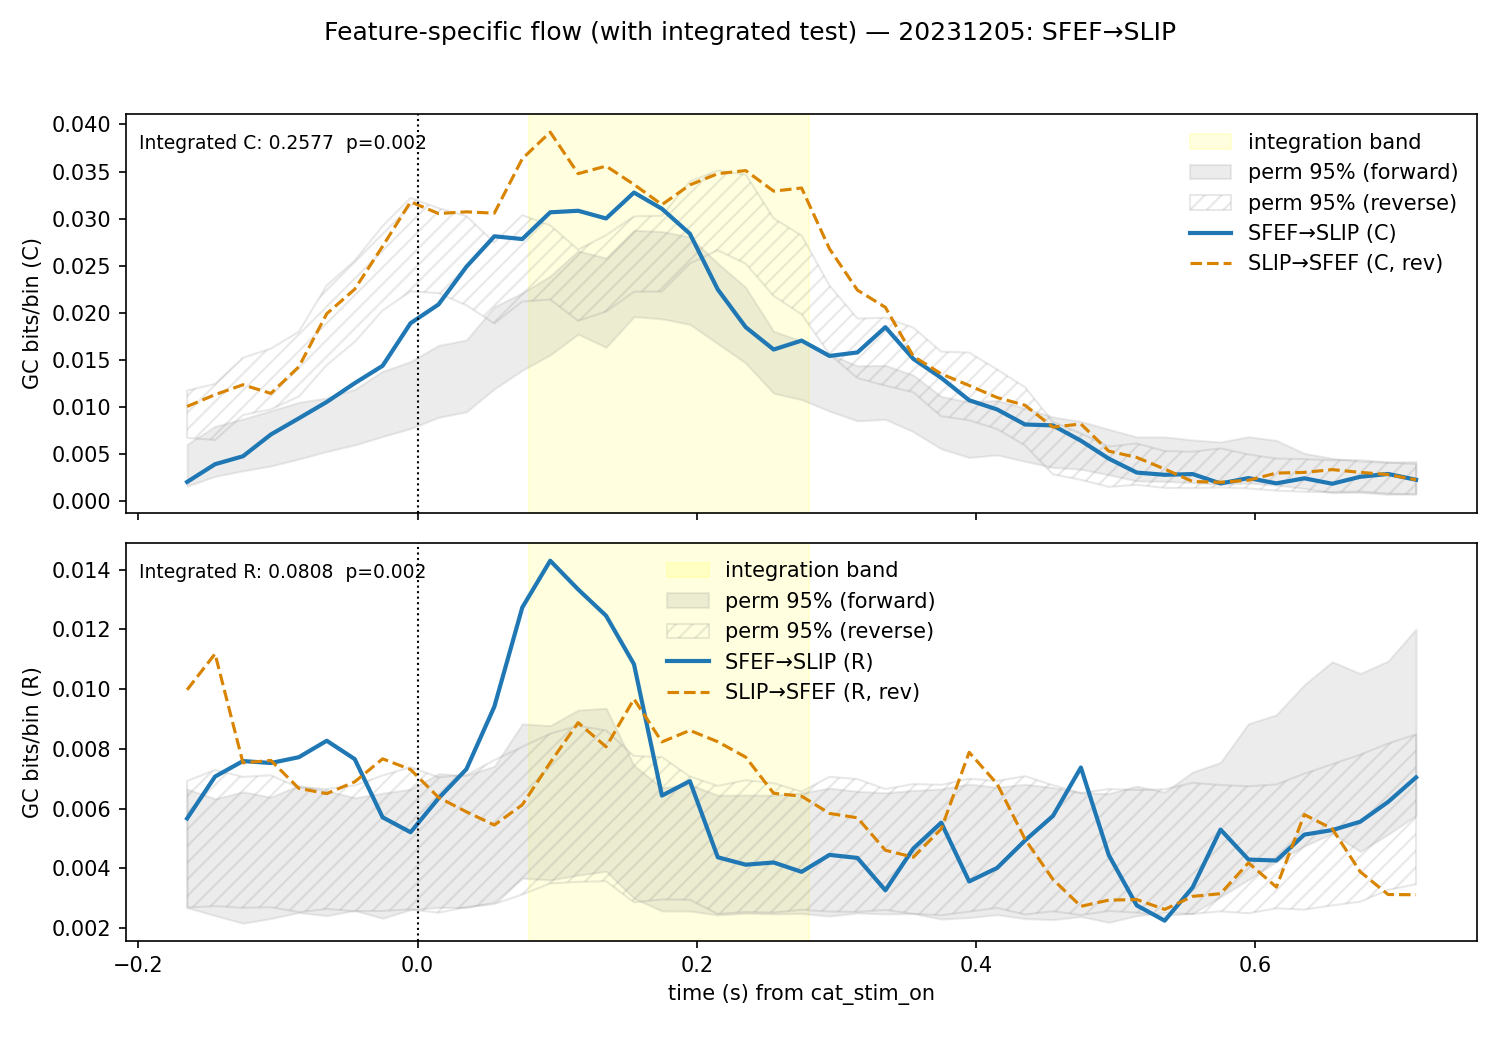 Feature-specific flow (with integrated test) — 20231205: SFEF→SLIP
Integrated C: 0.2577  p=0.002
integration band
perm 95% (forward)
perm 95% (reverse)
SFEF→SLIP (C)
SLIP→SFEF (C, rev)
GC bits/bin (C)
0.040
0.035
0.030
0.025
0.020
0.015
0.010
0.005
0.000
Integrated R: 0.0808  p=0.002
integration band
perm 95% (forward)
perm 95% (reverse)
SFEF→SLIP (R)
SLIP→SFEF (R, rev)
GC bits/bin (R)
0.014
0.012
0.010
0.008
0.006
0.004
0.002
−0.2 0.0 0.2 0.4 0.6
time (s) from cat_stim_on